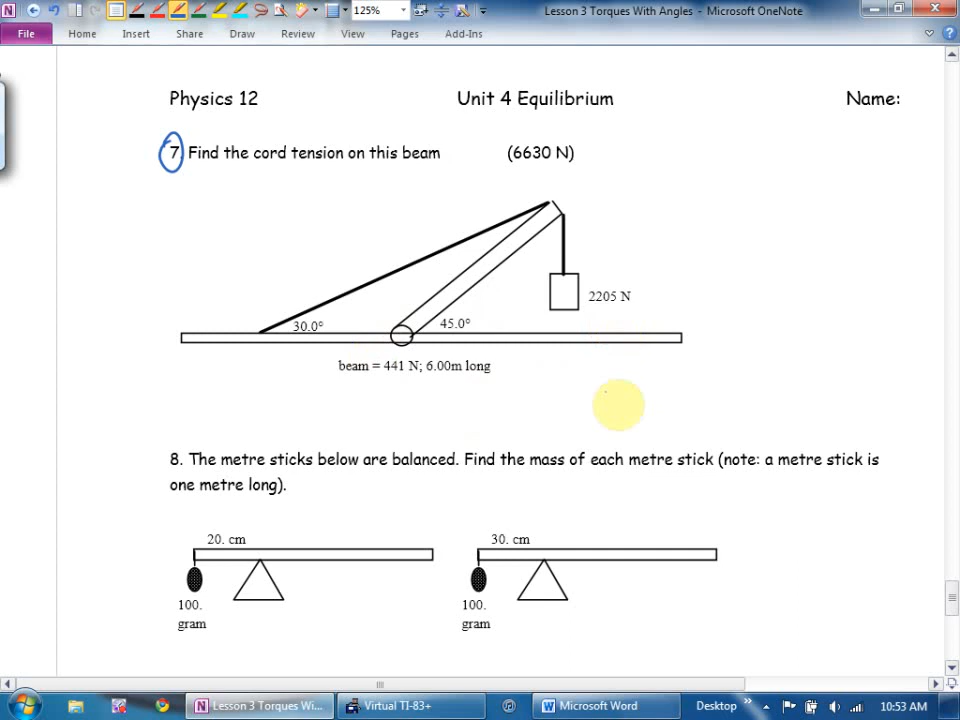 125%
Lesson 3 Torques With Angles - Microsoft OneNote
File Home Insert Share Draw Review View Pages Add-Ins
Physics 12 Unit 4 Equilibrium Name:
7. Find the cord tension on this beam (6630 N)
2205 N
30.0° 45.0°
beam = 441 N; 6.00m long
8. The metre sticks below are balanced. Find the mass of each metre stick (note: a metre stick is
one metre long).
20. cm 30. cm
100. 100.
gram gram
Lesson 3 Torques Wi... Virtual TI-83+ Microsoft Word Desktop 10:53 AM